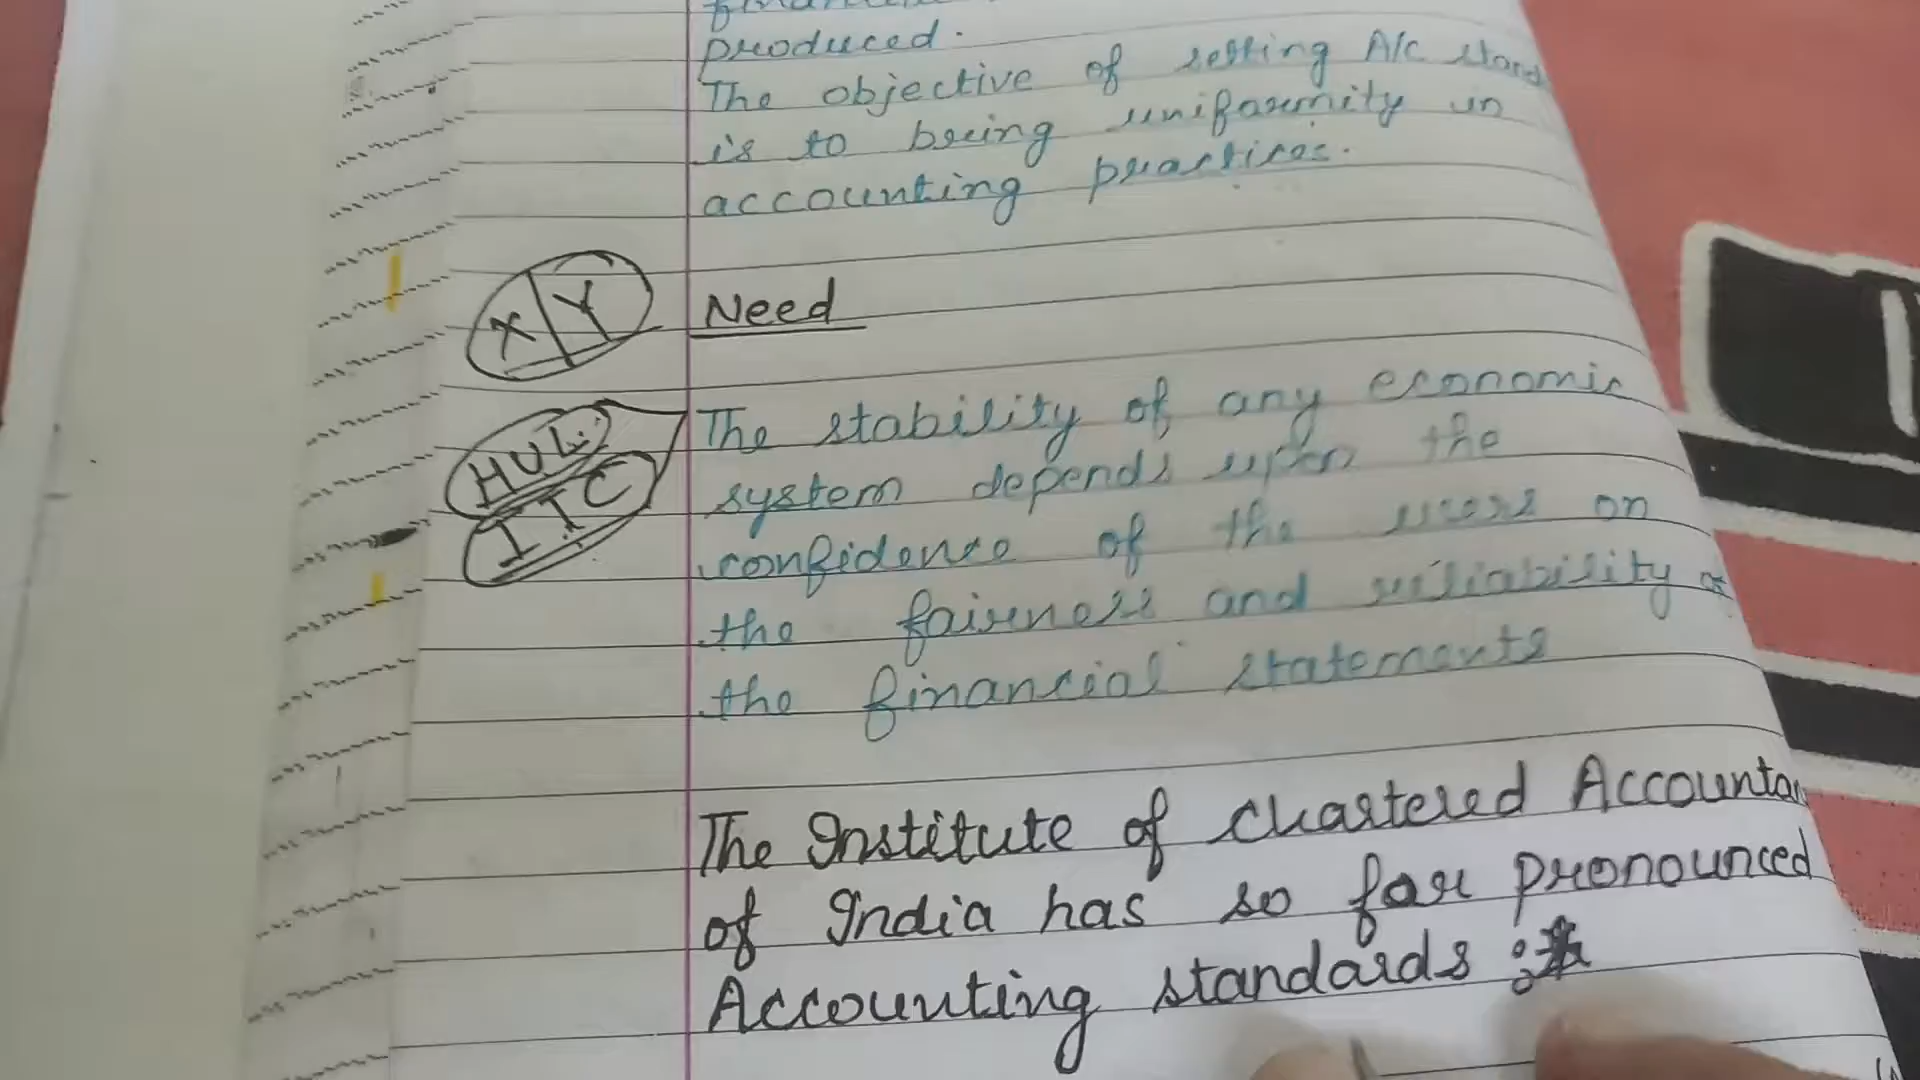 produced.
The objective of setting A/c stand
is to bring uniformity in
accounting practices.
X Y
Need
HUL
ITC
The stability of any economic
system depends upon the
confidence of the users on
the fairness and reliability of
the financial statements
The Institute of Chartered Accountan
of India has so far pronounced
Accounting standards :